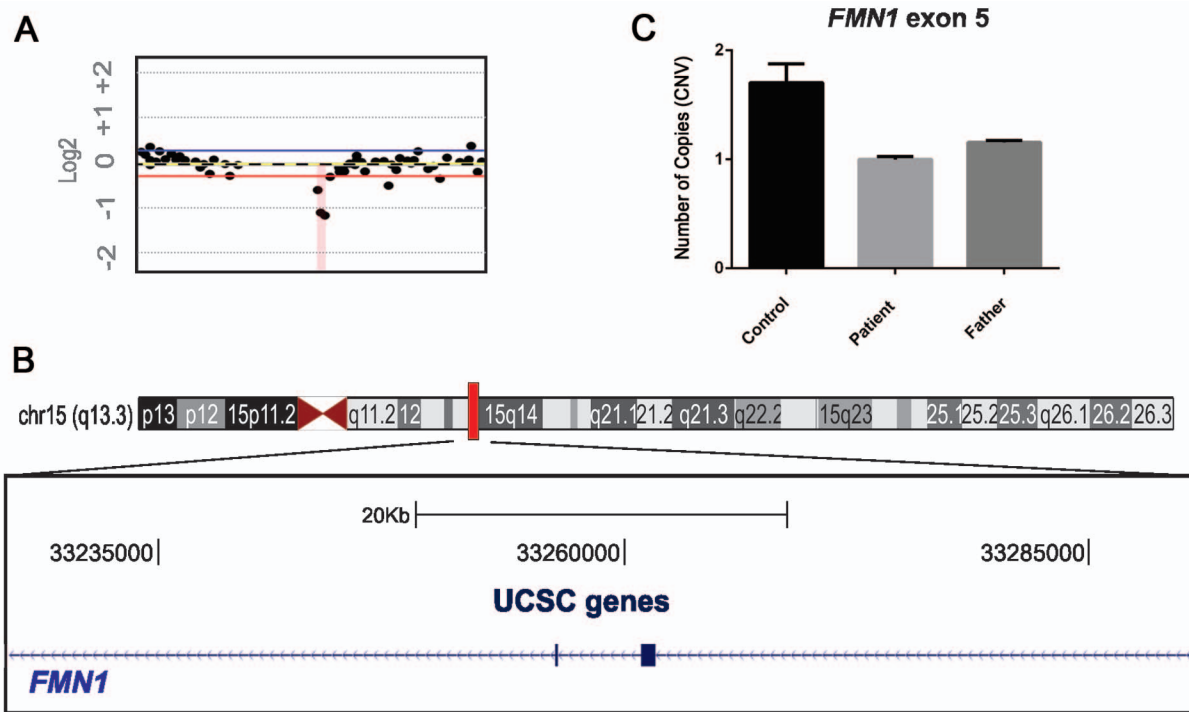 A
Log2
+2
+1
0
-1
-2
C
FMN1 exon 5
Number of Copies (CNV)
2
1
0
Control
Patient
Father
B
chr15 (q13.3) p13 p12 15p11.2 q11.2 12 15q14 q21.1 21.2 q21.3 q22.2 15q23 25.1 25.2 25.3 q26.1 26.2 26.3
20Kb
33235000 33260000 33285000
UCSC genes
FMN1